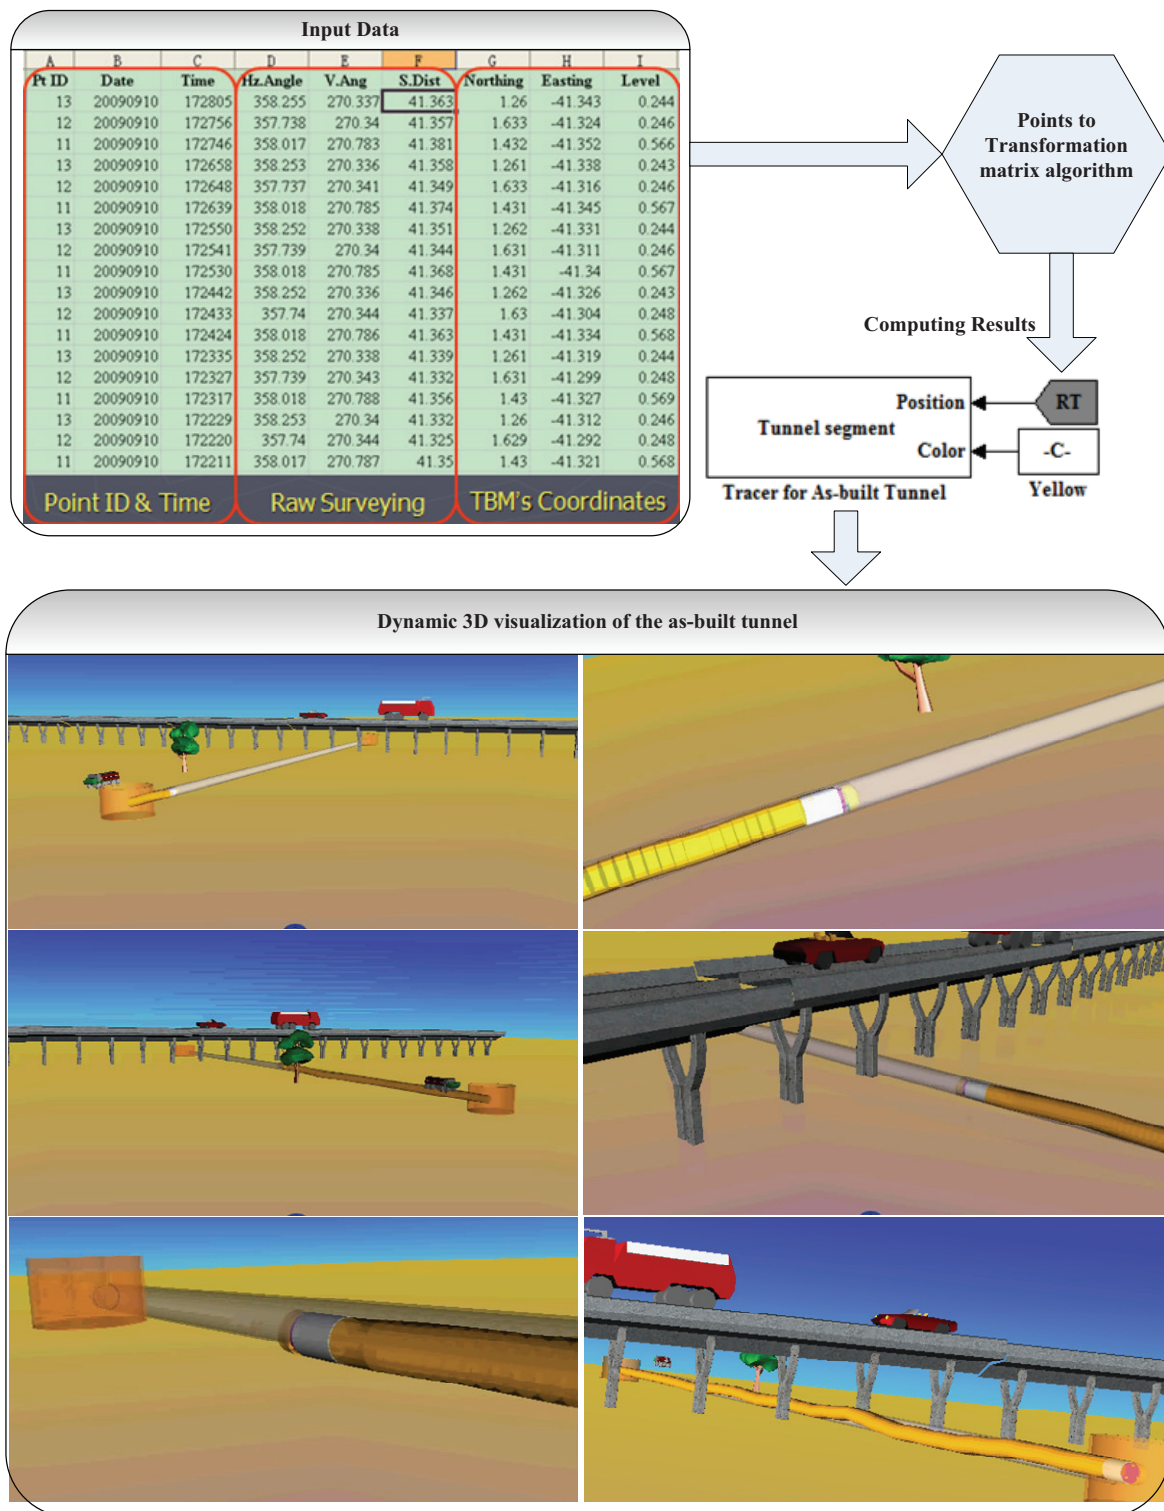 Input Data
A B C D E F G H I
Pt ID Date Time Hz.Angle V.Ang S.Dist Northing Easting Level
13 20090910 172805 358.255 270.337 41.363 1.26 -41.343 0.244
12 20090910 172756 357.738 270.34 41.357 1.633 -41.324 0.246
11 20090910 172746 358.017 270.783 41.381 1.432 -41.352 0.566
13 20090910 172658 358.253 270.336 41.358 1.261 -41.338 0.243
12 20090910 172648 357.737 270.341 41.349 1.633 -41.316 0.246
11 20090910 172639 358.018 270.785 41.374 1.431 -41.345 0.567
13 20090910 172550 358.252 270.338 41.351 1.262 -41.331 0.244
12 20090910 172541 357.739 270.34 41.344 1.631 -41.311 0.246
11 20090910 172530 358.018 270.785 41.368 1.431 -41.34 0.567
13 20090910 172442 358.252 270.336 41.346 1.262 -41.326 0.243
12 20090910 172433 357.74 270.344 41.337 1.63 -41.304 0.248
11 20090910 172424 358.018 270.786 41.363 1.431 -41.334 0.568
13 20090910 172335 358.252 270.338 41.339 1.261 -41.319 0.244
12 20090910 172327 357.739 270.343 41.332 1.631 -41.299 0.248
11 20090910 172317 358.018 270.788 41.356 1.43 -41.327 0.569
13 20090910 172229 358.253 270.34 41.332 1.26 -41.312 0.246
12 20090910 172220 357.74 270.344 41.325 1.629 -41.292 0.248
11 20090910 172211 358.017 270.787 41.35 1.43 -41.321 0.568
Point ID & Time Raw Surveying TBM's Coordinates
Points to
Transformation
matrix algorithm
Computing Results
Position
RT
Tunnel segment
Color
-C-
Tracer for As-built Tunnel
Yellow
Dynamic 3D visualization of the as-built tunnel